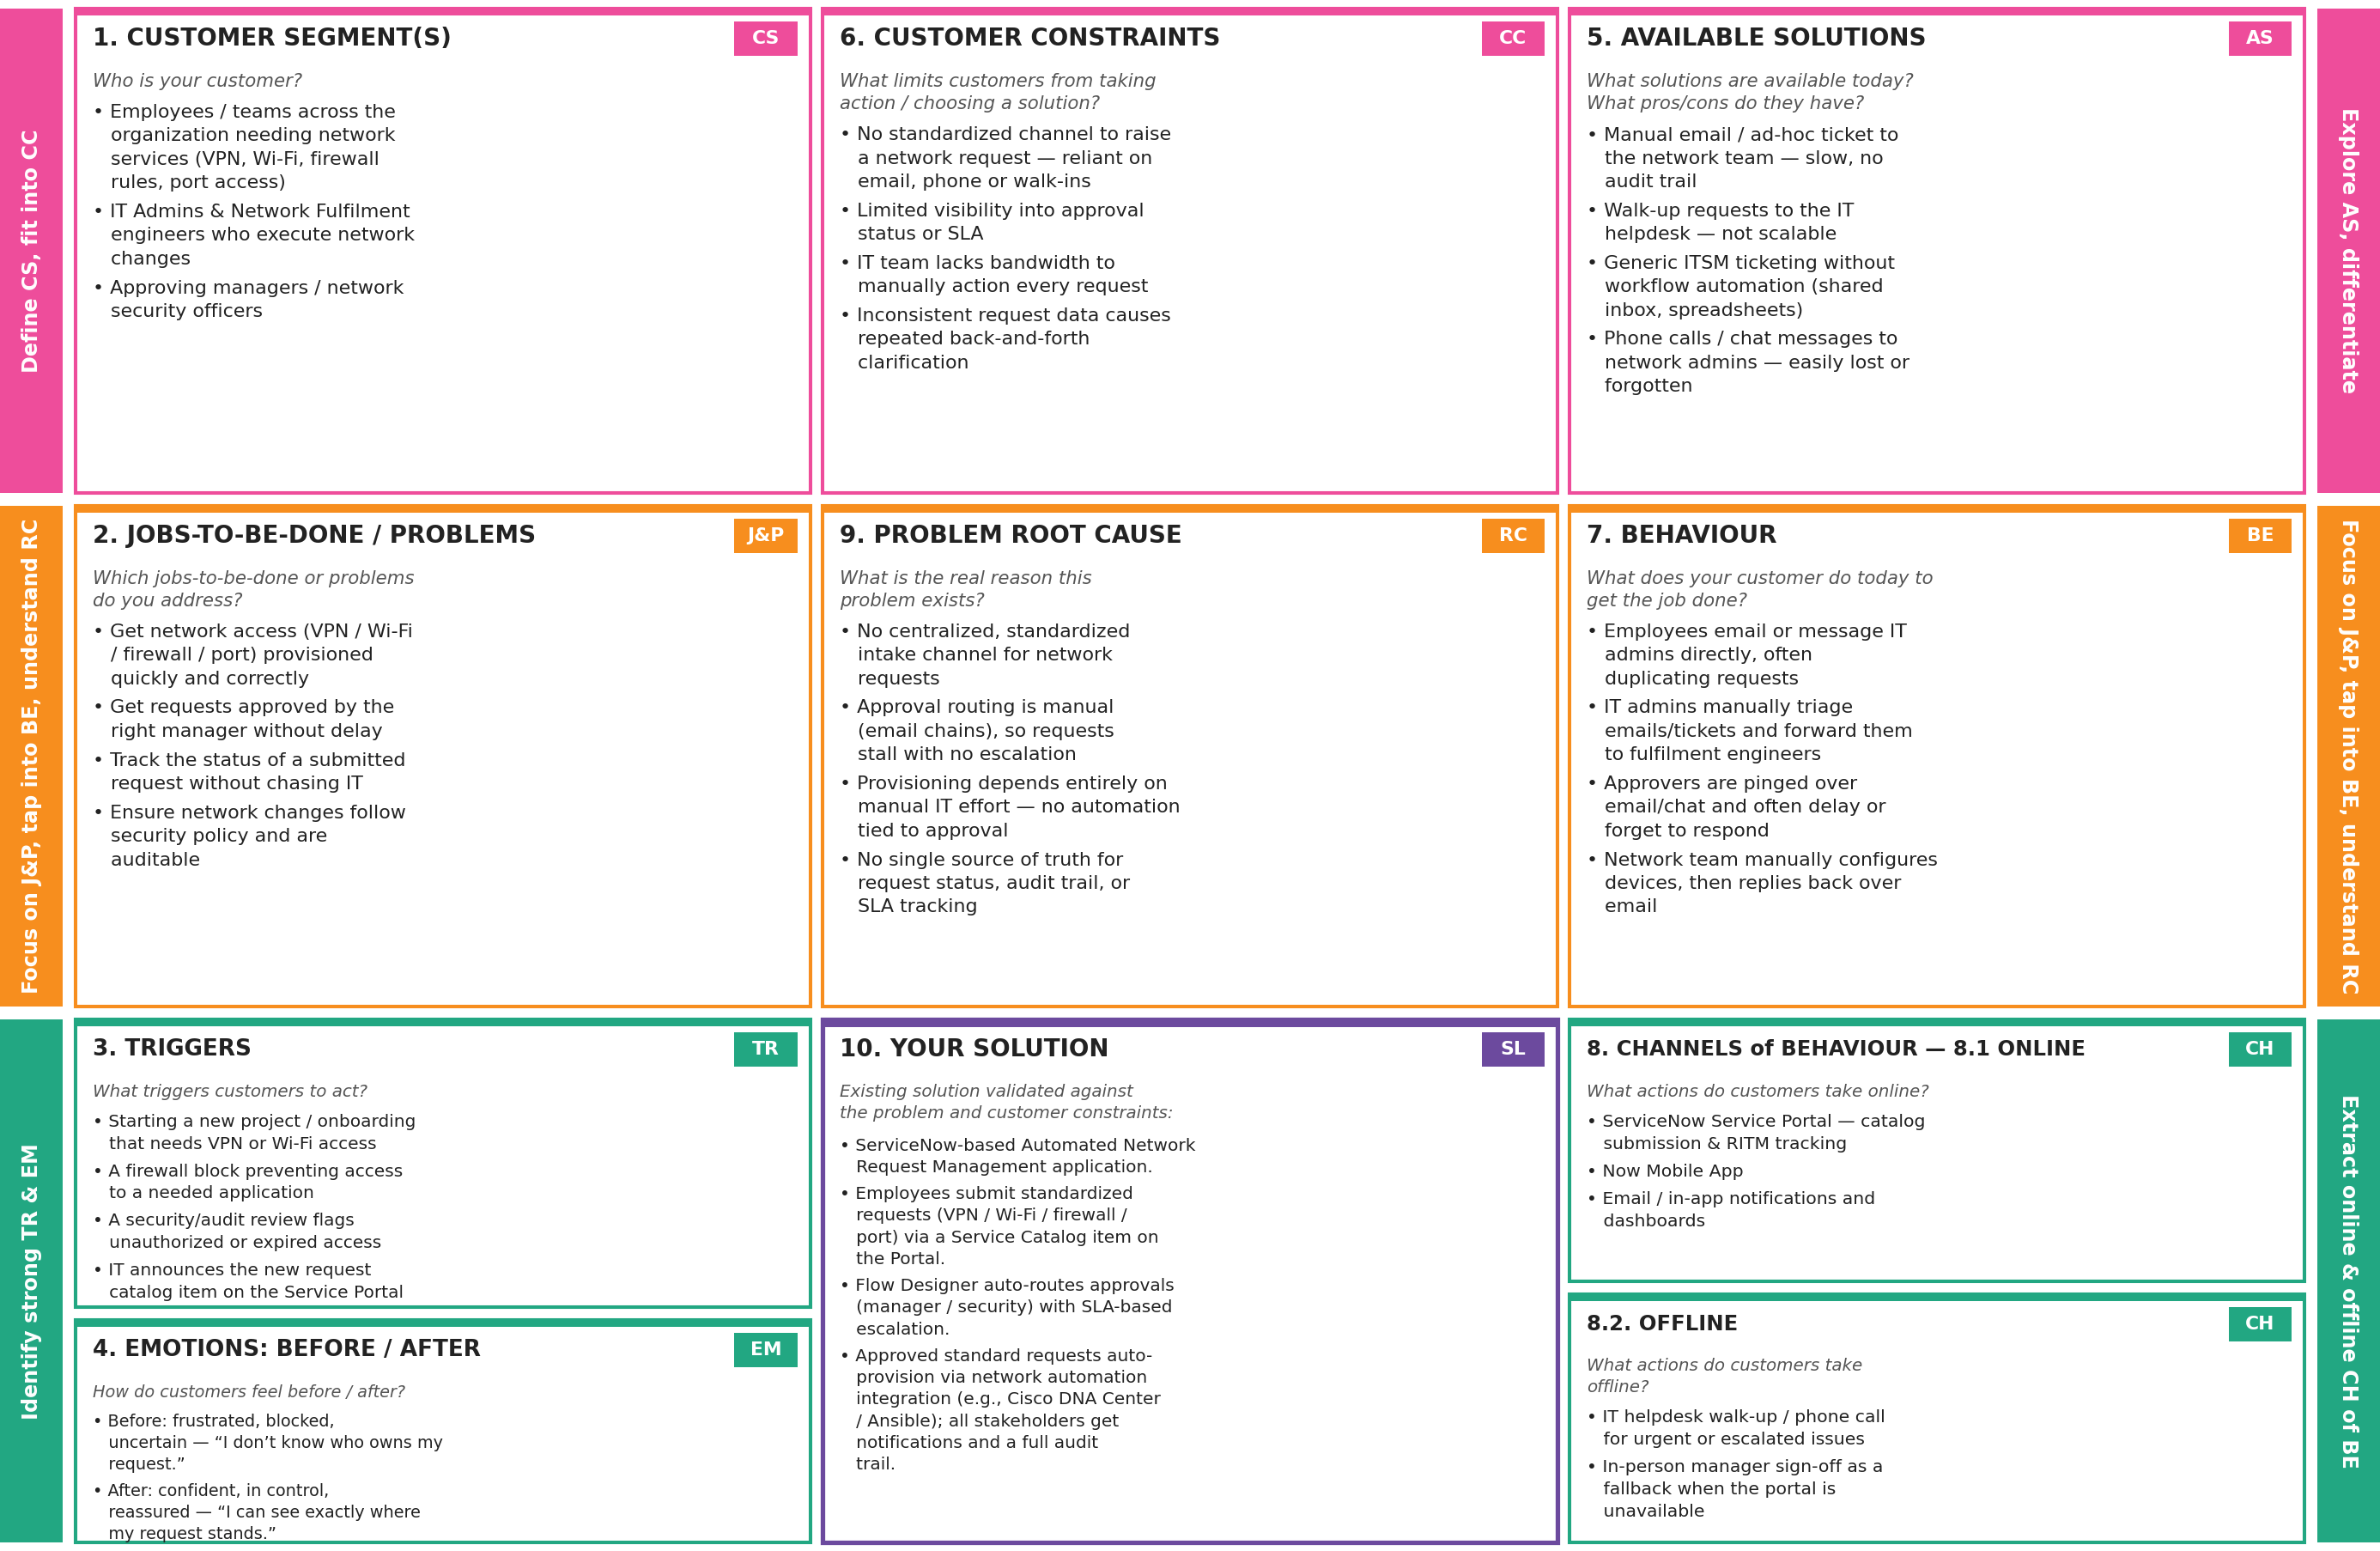 Define CS, fit into CC
1. CUSTOMER SEGMENT(S)
CS
Who is your customer?
• Employees / teams across the
organization needing network
services (VPN, Wi-Fi, firewall
rules, port access)
• IT Admins & Network Fulfilment
engineers who execute network
changes
• Approving managers / network
security officers
6. CUSTOMER CONSTRAINTS
CC
What limits customers from taking
action / choosing a solution?
• No standardized channel to raise
a network request — reliant on
email, phone or walk-ins
• Limited visibility into approval
status or SLA
• IT team lacks bandwidth to
manually action every request
• Inconsistent request data causes
repeated back-and-forth
clarification
5. AVAILABLE SOLUTIONS
AS
What solutions are available today?
What pros/cons do they have?
• Manual email / ad-hoc ticket to
the network team — slow, no
audit trail
• Walk-up requests to the IT
helpdesk — not scalable
• Generic ITSM ticketing without
workflow automation (shared
inbox, spreadsheets)
• Phone calls / chat messages to
network admins — easily lost or
forgotten
Explore AS, differentiate
Focus on J&P, tap into BE, understand RC
2. JOBS-TO-BE-DONE / PROBLEMS
J&P
Which jobs-to-be-done or problems
do you address?
• Get network access (VPN / Wi-Fi
/ firewall / port) provisioned
quickly and correctly
• Get requests approved by the
right manager without delay
• Track the status of a submitted
request without chasing IT
• Ensure network changes follow
security policy and are
auditable
9. PROBLEM ROOT CAUSE
RC
What is the real reason this
problem exists?
• No centralized, standardized
intake channel for network
requests
• Approval routing is manual
(email chains), so requests
stall with no escalation
• Provisioning depends entirely on
manual IT effort — no automation
tied to approval
• No single source of truth for
request status, audit trail, or
SLA tracking
7. BEHAVIOUR
BE
What does your customer do today to
get the job done?
• Employees email or message IT
admins directly, often
duplicating requests
• IT admins manually triage
emails/tickets and forward them
to fulfilment engineers
• Approvers are pinged over
email/chat and often delay or
forget to respond
• Network team manually configures
devices, then replies back over
email
Focus on J&P, tap into BE, understand RC
Identify strong TR & EM
3. TRIGGERS
TR
What triggers customers to act?
• Starting a new project / onboarding
that needs VPN or Wi-Fi access
• A firewall block preventing access
to a needed application
• A security/audit review flags
unauthorized or expired access
• IT announces the new request
catalog item on the Service Portal
4. EMOTIONS: BEFORE / AFTER
EM
How do customers feel before / after?
• Before: frustrated, blocked,
uncertain — “I don’t know who owns my
request.”
• After: confident, in control,
reassured — “I can see exactly where
my request stands.”
10. YOUR SOLUTION
SL
Existing solution validated against
the problem and customer constraints:
• ServiceNow-based Automated Network
Request Management application.
• Employees submit standardized
requests (VPN / Wi-Fi / firewall /
port) via a Service Catalog item on
the Portal.
• Flow Designer auto-routes approvals
(manager / security) with SLA-based
escalation.
• Approved standard requests auto-
provision via network automation
integration (e.g., Cisco DNA Center
/ Ansible); all stakeholders get
notifications and a full audit
trail.
8. CHANNELS of BEHAVIOUR — 8.1 ONLINE
CH
What actions do customers take online?
• ServiceNow Service Portal — catalog
submission & RITM tracking
• Now Mobile App
• Email / in-app notifications and
dashboards
8.2. OFFLINE
CH
What actions do customers take
offline?
• IT helpdesk walk-up / phone call
for urgent or escalated issues
• In-person manager sign-off as a
fallback when the portal is
unavailable
Extract online & offline CH of BE